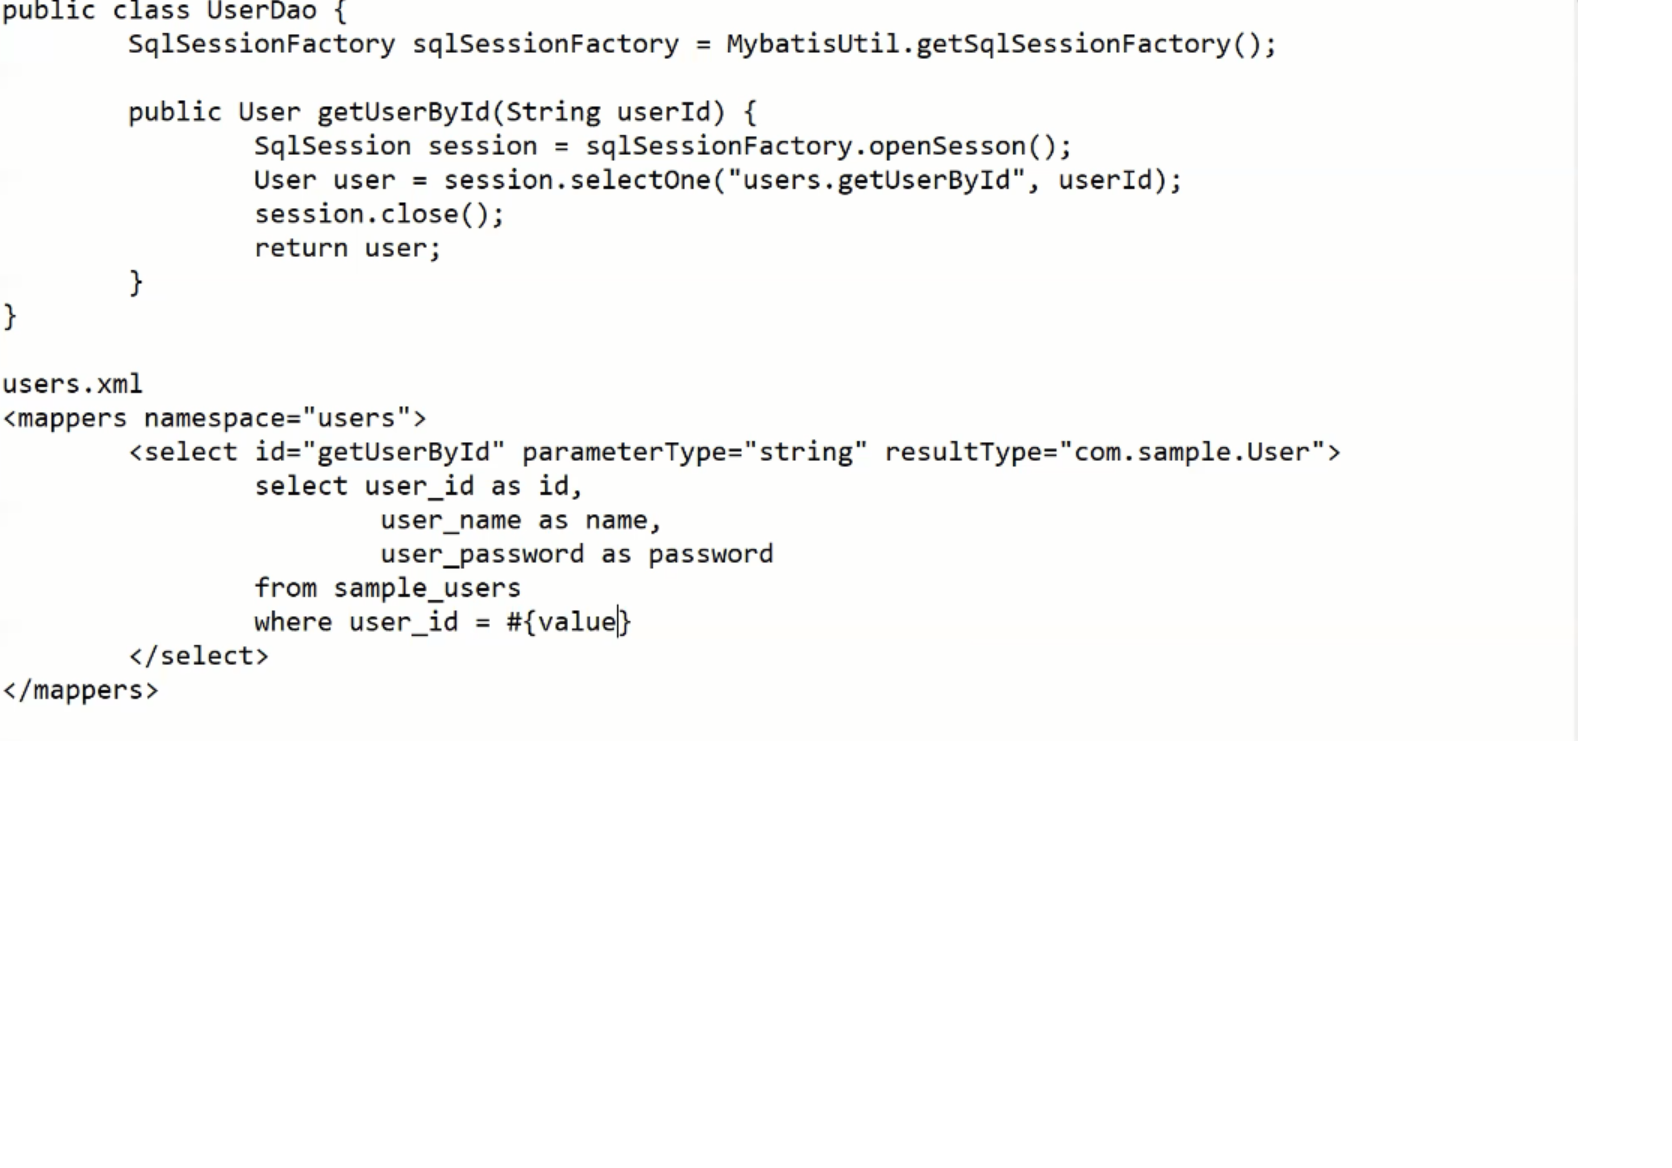 public class UserDao {
SqlSessionFactory sqlSessionFactory = MybatisUtil.getSqlSessionFactory();
public User getUserById(String userId) {
SqlSession session = sqlSessionFactory.openSesson();
User user = session.selectOne("users.getUserById", userId);
session.close();
return user;
}
}
users.xml
<mappers namespace="users">
<select id="getUserById" parameterType="string" resultType="com.sample.User">
select user_id as id,
user_name as name,
user_password as password
from sample_users
where user_id = #{value}
</select>
</mappers>